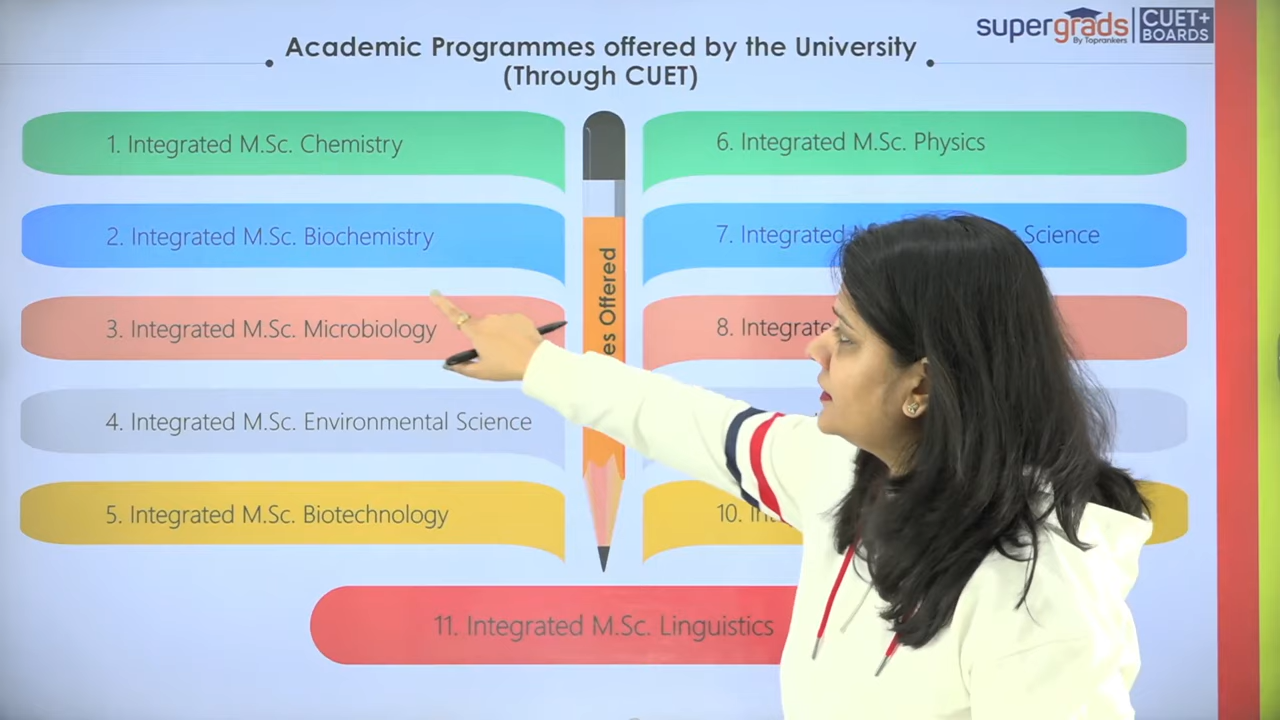 supergrads
By Toprankers
CUET+
BOARDS
Academic Programmes offered by the University
(Through CUET)
1. Integrated M.Sc. Chemistry
2. Integrated M.Sc. Biochemistry
3. Integrated M.Sc. Microbiology
4. Integrated M.Sc. Environmental Science
5. Integrated M.Sc. Biotechnology
Offered
6. Integrated M.Sc. Physics
7. Integrated Science
8.
10.
11. Integrated M.Sc. Linguistics